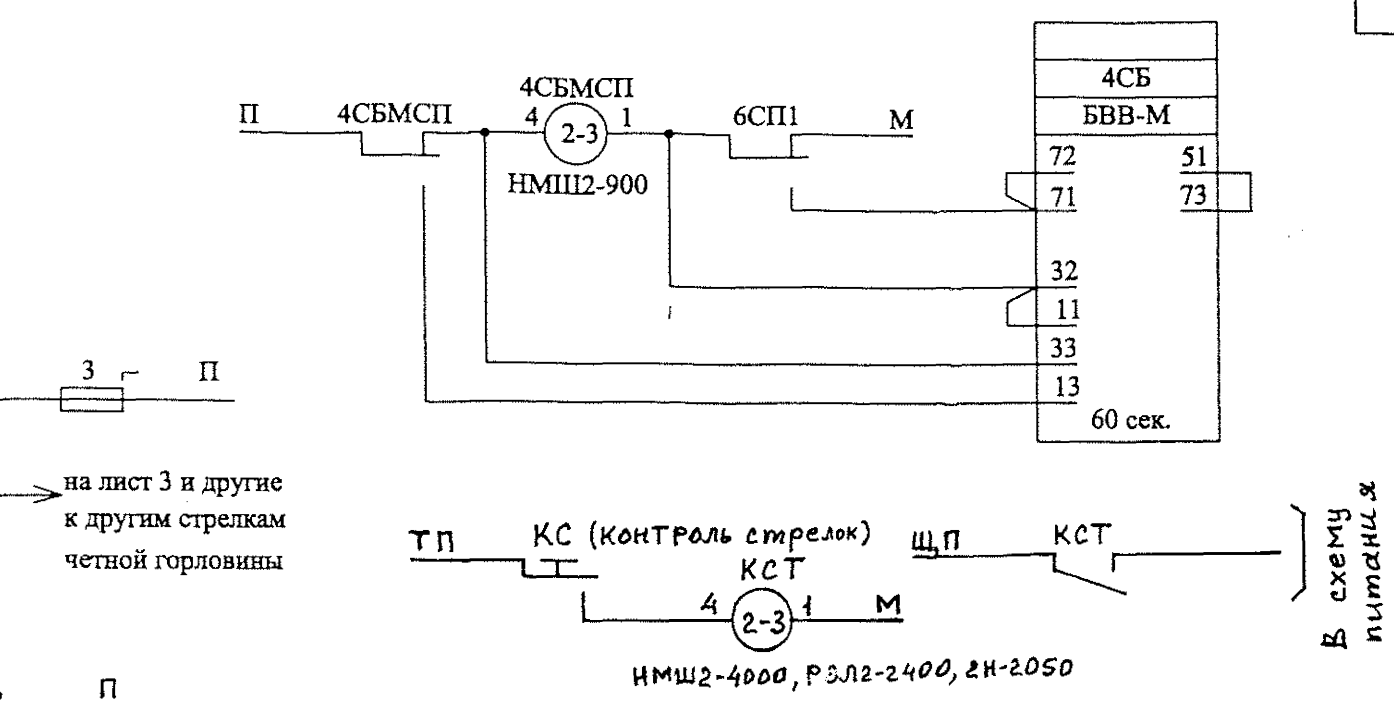 4СБ
БВВ-М
4СБМСП
П 4СБМСП 4 2-3 1 6СП1 М
НМШ2-900
72 51
71 73
32
11
33
13
60 сек.
3 П
на лист 3 и другие
к другим стрелкам
четной горловины
ТП КС (контроль стрелок) ЩП КСТ
КСТ
4 2-3 1 М
НМШ2-4000, РЭЛ2-2400, 2Н-2050
В схему
питания
П